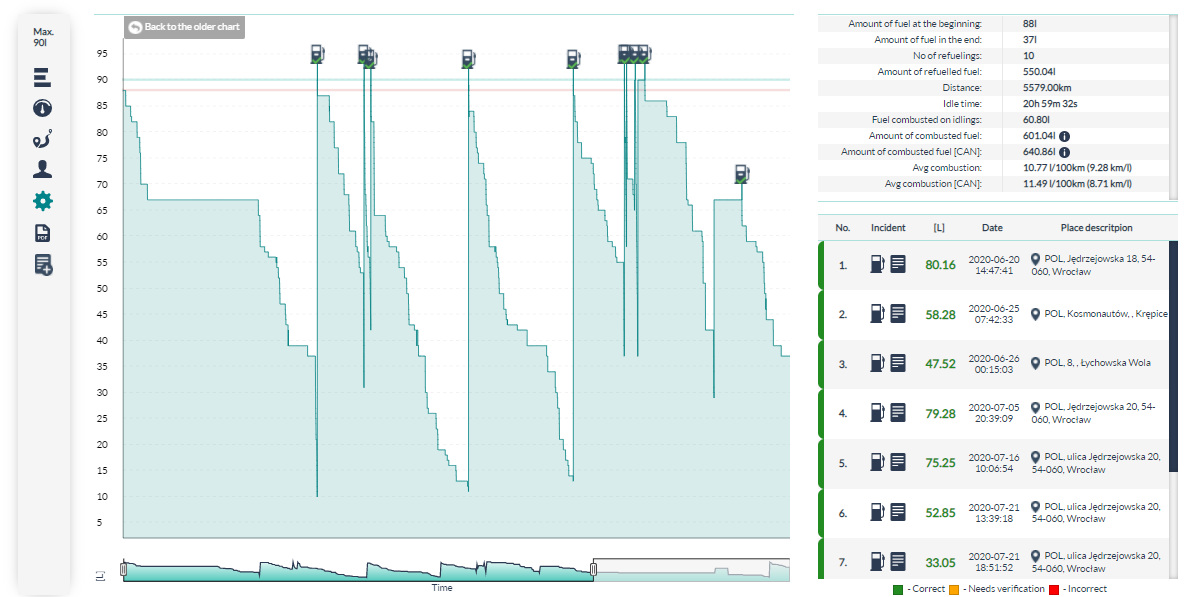 Max.
90l
PDF
Back to the older chart
95
90
85
80
75
70
65
60
55
50
45
40
35
30
25
20
15
10
5
[L]
Time
Amount of fuel at the beginning: 88l
Amount of fuel in the end: 37l
No of refuelings: 10
Amount of refuelled fuel: 550.04l
Distance: 5579.00km
Idle time: 20h 59m 32s
Fuel combusted on idlings: 60.80l
Amount of combusted fuel: 601.04l i
Amount of combusted fuel [CAN]: 640.86l i
Avg combustion: 10.77 l/100km (9.28 km/l)
Avg combustion [CAN]: 11.49 l/100km (8.71 km/l)
No. Incident [L] Date Place descritpion
1. 80.16 2020-06-20 14:47:41 POL, Jędrzejowska 18, 54-
060, Wrocław
2. 58.28 2020-06-25 07:42:33 POL, Kosmonautów, , Krępice
3. 47.52 2020-06-26 00:15:03 POL, 8, , Łychowska Wola
4. 79.28 2020-07-05 20:39:09 POL, Jędrzejowska 20, 54-
060, Wrocław
5. 75.25 2020-07-16 10:06:54 POL, ulica Jędrzejowska 20,
54-060, Wrocław
6. 52.85 2020-07-21 13:39:18 POL, ulica Jędrzejowska 20,
54-060, Wrocław
7. 33.05 2020-07-21 18:51:52 POL, ulica Jędrzejowska 20,
54-060, Wrocław
- Correct - Needs verification - Incorrect